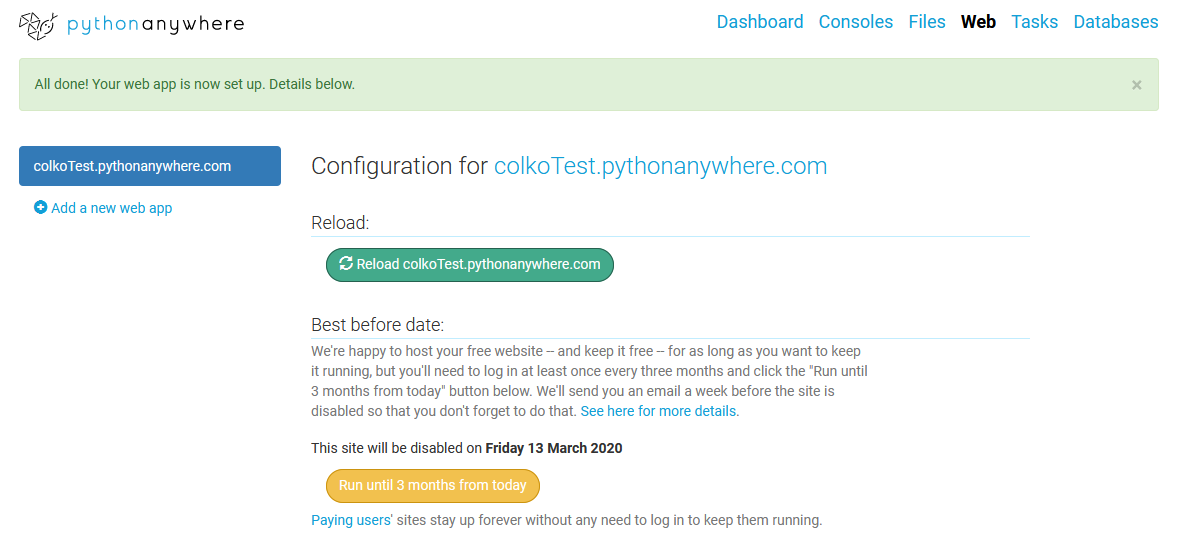 pythonanywhere
Dashboard Consoles Files Web Tasks Databases
All done! Your web app is now set up. Details below.
×
colkoTest.pythonanywhere.com
Add a new web app
Configuration for colkoTest.pythonanywhere.com
Reload:
Reload colkoTest.pythonanywhere.com
Best before date:
We're happy to host your free website -- and keep it free -- for as long as you want to keep
it running, but you'll need to log in at least once every three months and click the "Run until
3 months from today" button below. We'll send you an email a week before the site is
disabled so that you don't forget to do that. See here for more details.
This site will be disabled on Friday 13 March 2020
Run until 3 months from today
Paying users' sites stay up forever without any need to log in to keep them running.